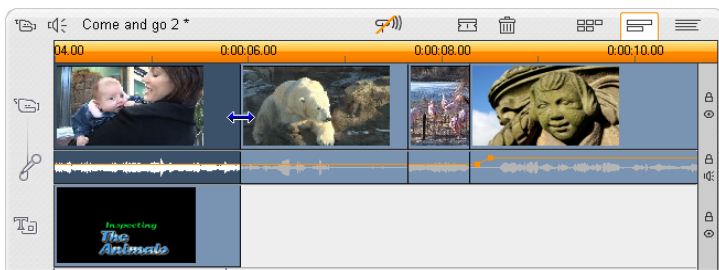 Come and go 2 *
04.00 0:00:06.00 0:00:08.00 0:00:10.00
Inspecting
The
Animals